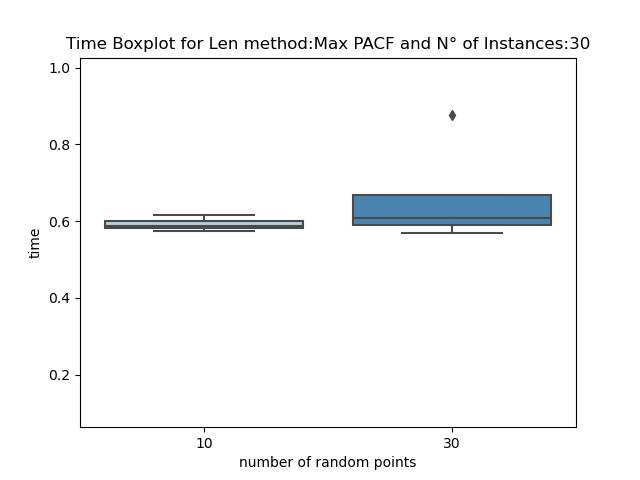 Time Boxplot for Len method:Max PACF and N° of Instances:30
1.0
0.8
0.6
0.4
0.2
time
10
30
number of random points